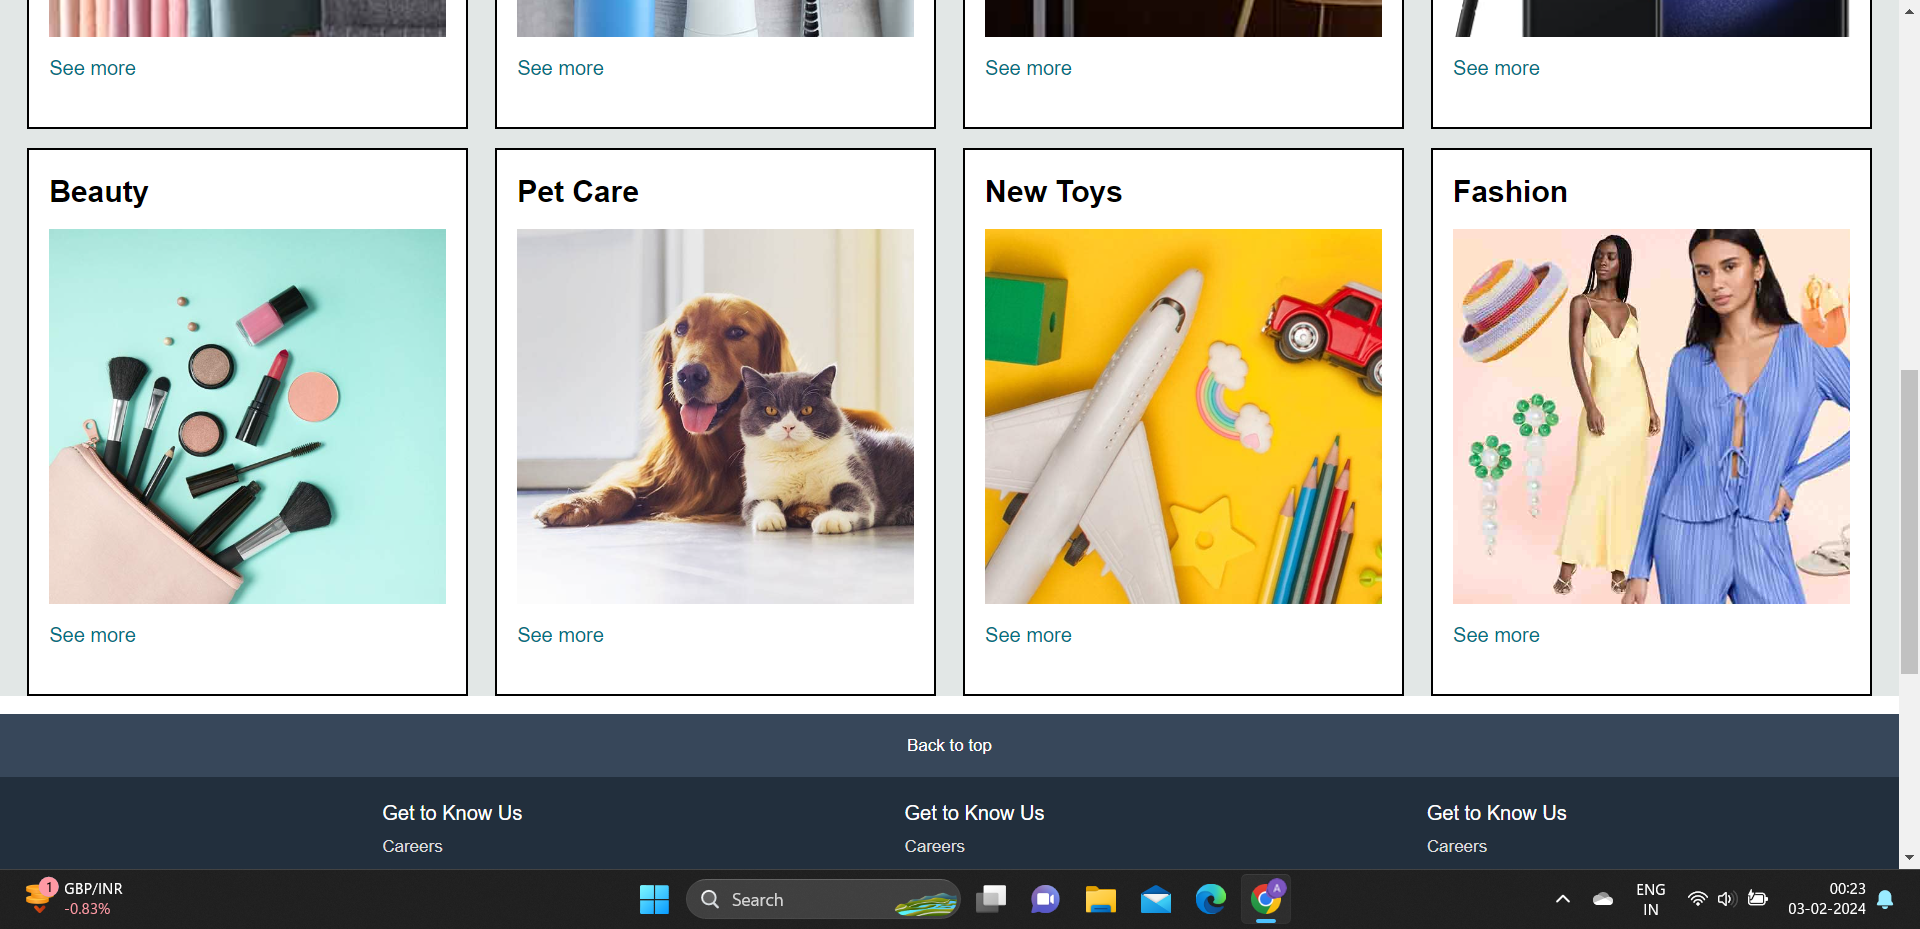 See more
See more
See more
See more
Beauty
Pet Care
New Toys
Fashion
See more
See more
See more
See more
Back to top
Get to Know Us
Get to Know Us
Get to Know Us
Careers
Careers
Careers
1
GBP/INR
-0.83%
Search
A
ENG
IN
00:23
03-02-2024